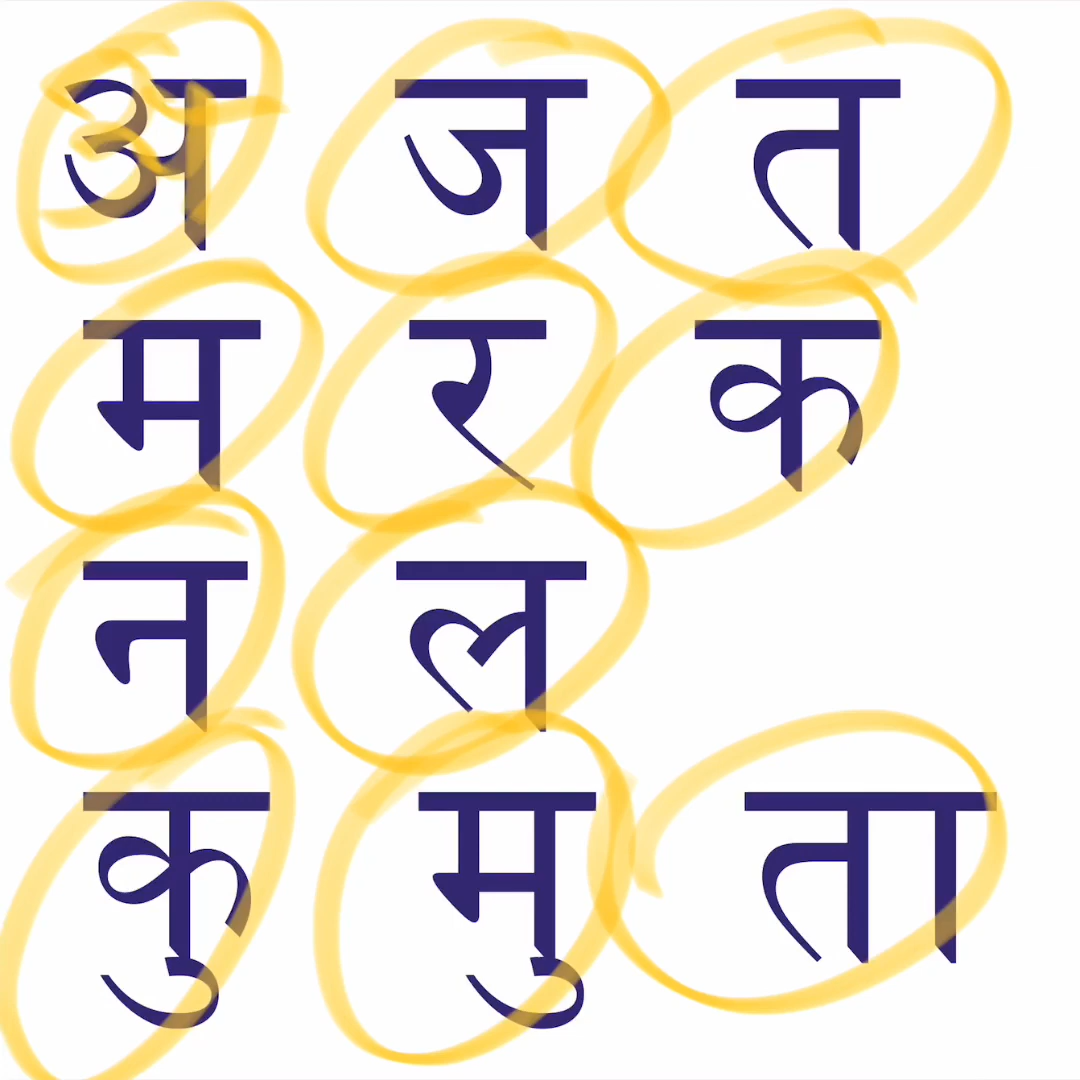 अ ज त
म र क
न ल
कु मु ता